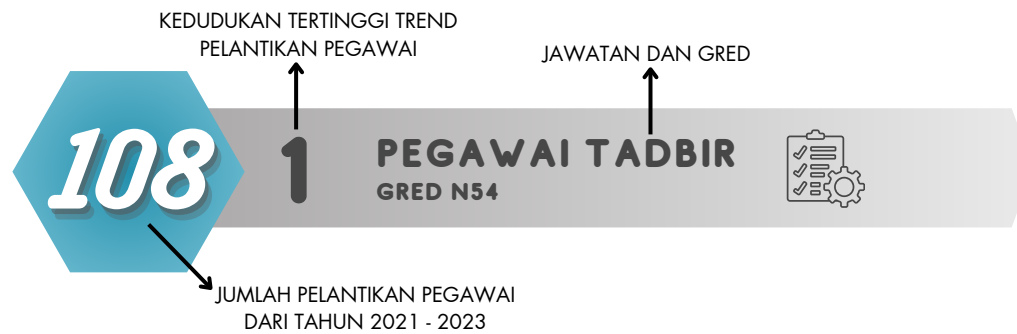 KEDUDUKAN TERTINGGI TREND
PELANTIKAN PEGAWAI
JAWATAN DAN GRED
108
1
PEGAWAI TADBIR
GRED N54
JUMLAH PELANTIKAN PEGAWAI
DARI TAHUN 2021 - 2023